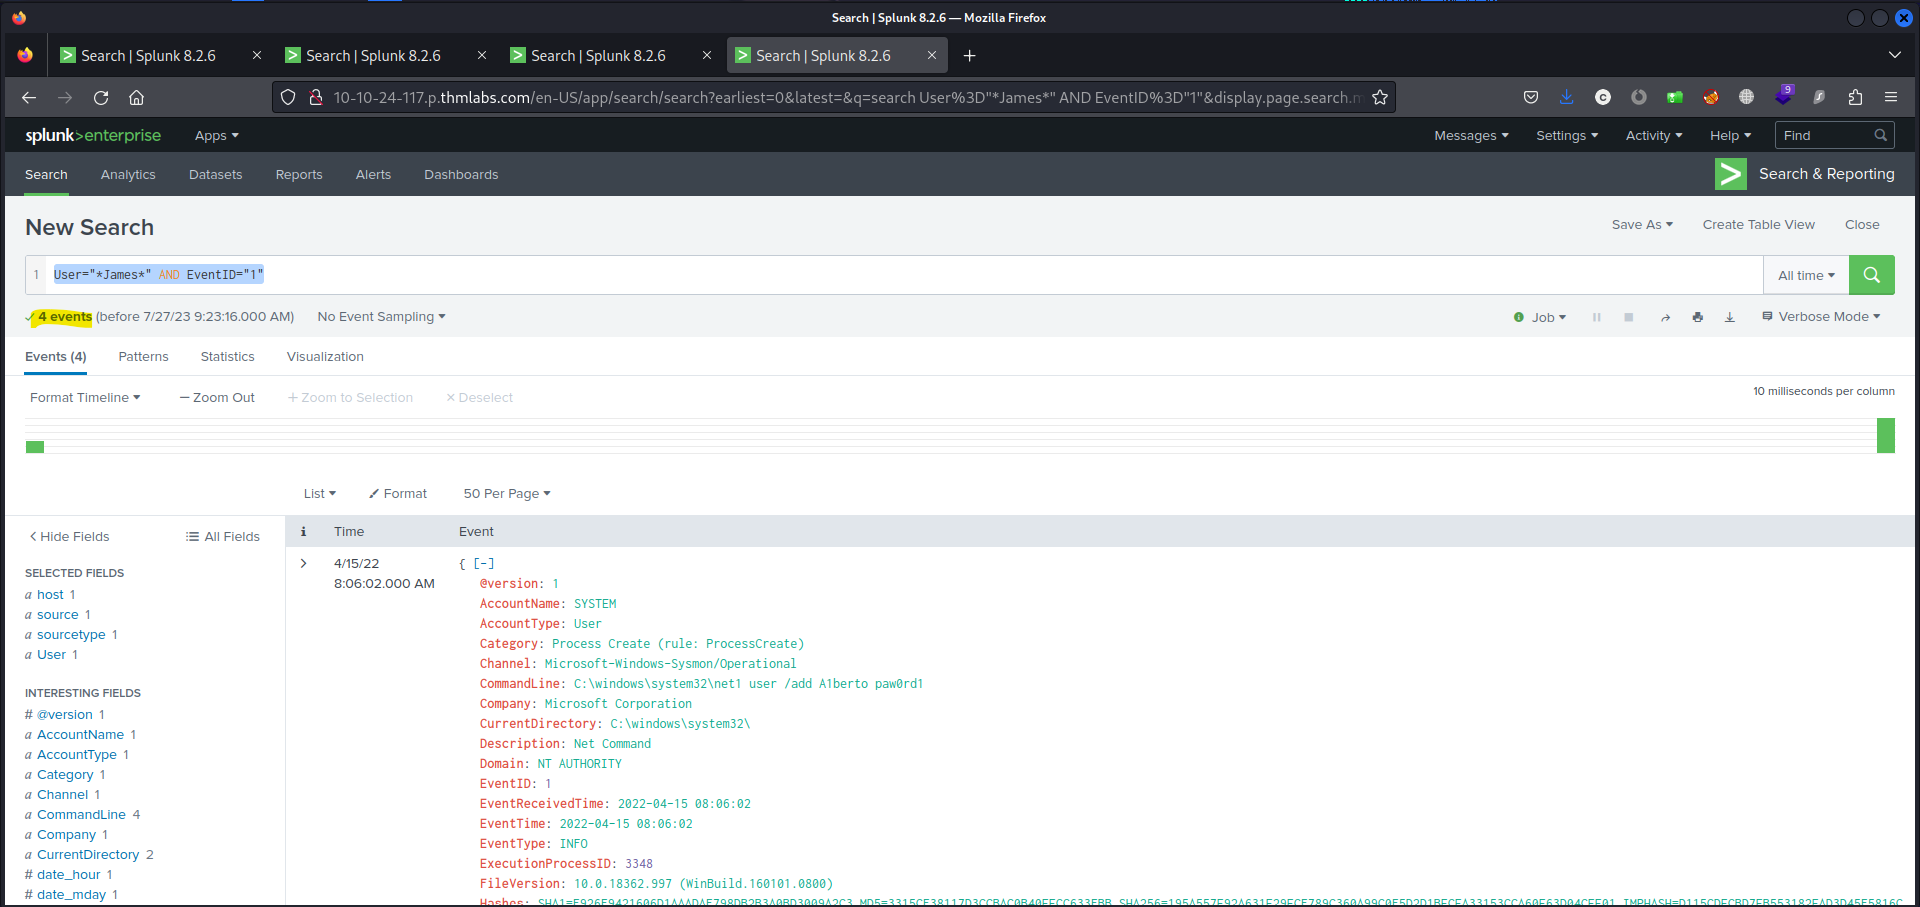 Search | Splunk 8.2.6 — Mozilla Firefox
Search | Splunk 8.2.6
Search | Splunk 8.2.6
Search | Splunk 8.2.6
Search | Splunk 8.2.6
10-10-24-117.p.thmlabs.com/en-US/app/search/search?earliest=0&latest=&q=search User%3D"*James*" AND EventID%3D"1"&display.page.search.m
9
splunk>enterprise Apps Messages Settings Activity Help Find
Search Analytics Datasets Reports Alerts Dashboards Search & Reporting
New Search Save As Create Table View Close
1 User="*James*" AND EventID="1" All time
4 events (before 7/27/23 9:23:16.000 AM) No Event Sampling Job Verbose Mode
Events (4) Patterns Statistics Visualization
Format Timeline — Zoom Out + Zoom to Selection × Deselect 10 milliseconds per column
List Format 50 Per Page
< Hide Fields All Fields i Time Event
SELECTED FIELDS
a host 1
a source 1
a sourcetype 1
a User 1
INTERESTING FIELDS
# @version 1
a AccountName 1
a AccountType 1
a Category 1
a Channel 1
a CommandLine 4
a Company 1
a CurrentDirectory 2
# date_hour 1
# date_mday 1
> 4/15/22
8:06:02.000 AM
{ [-]
@version: 1
AccountName: SYSTEM
AccountType: User
Category: Process Create (rule: ProcessCreate)
Channel: Microsoft-Windows-Sysmon/Operational
CommandLine: C:\windows\system32\net1 user /add A1berto paw0rd1
Company: Microsoft Corporation
CurrentDirectory: C:\windows\system32\
Description: Net Command
Domain: NT AUTHORITY
EventID: 1
EventReceivedTime: 2022-04-15 08:06:02
EventTime: 2022-04-15 08:06:02
EventType: INFO
ExecutionProcessID: 3348
FileVersion: 10.0.18362.997 (WinBuild.160101.0800)
Hashes: